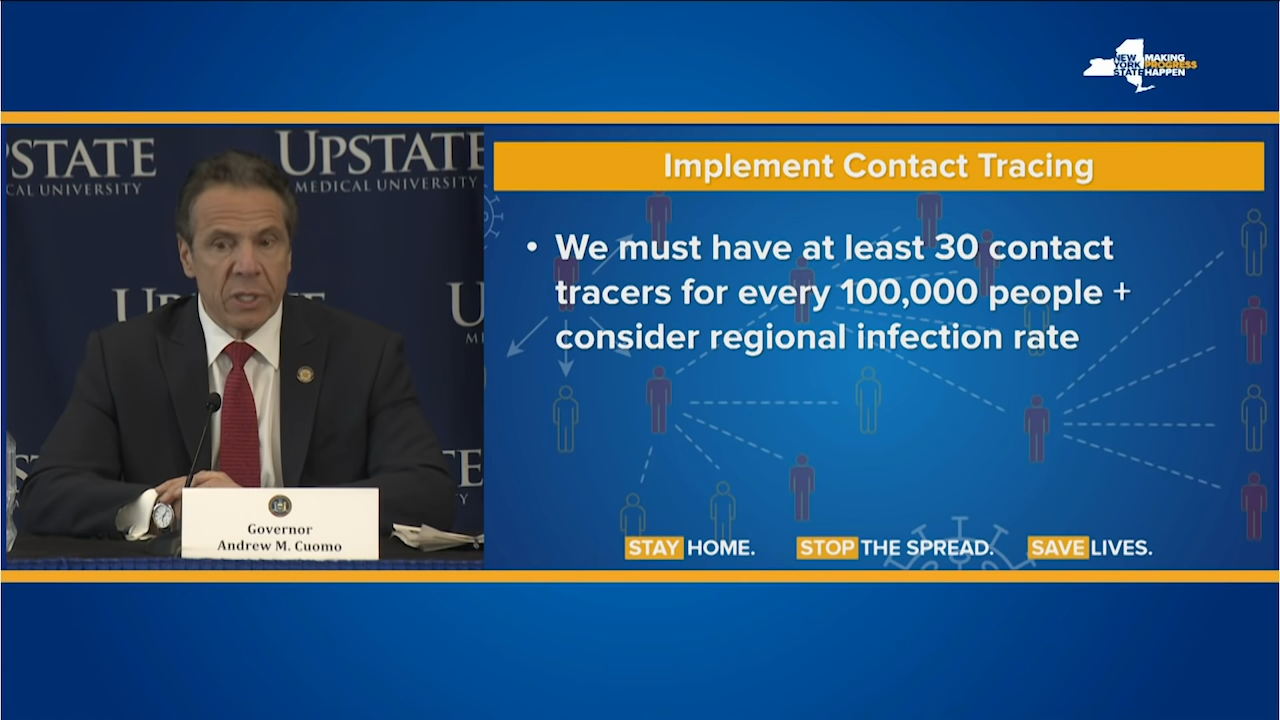 NEW
YORK
STATE
MAKING
PROGRESS
HAPPEN
STATE
CAL UNIVERSITY
UPSTATE
MEDICAL UNIVERSITY
Implement Contact Tracing
• We must have at least 30 contact
tracers for every 100,000 people +
consider regional infection rate
Governor
Andrew M. Cuomo
STAY HOME. STOP THE SPREAD. SAVE LIVES.